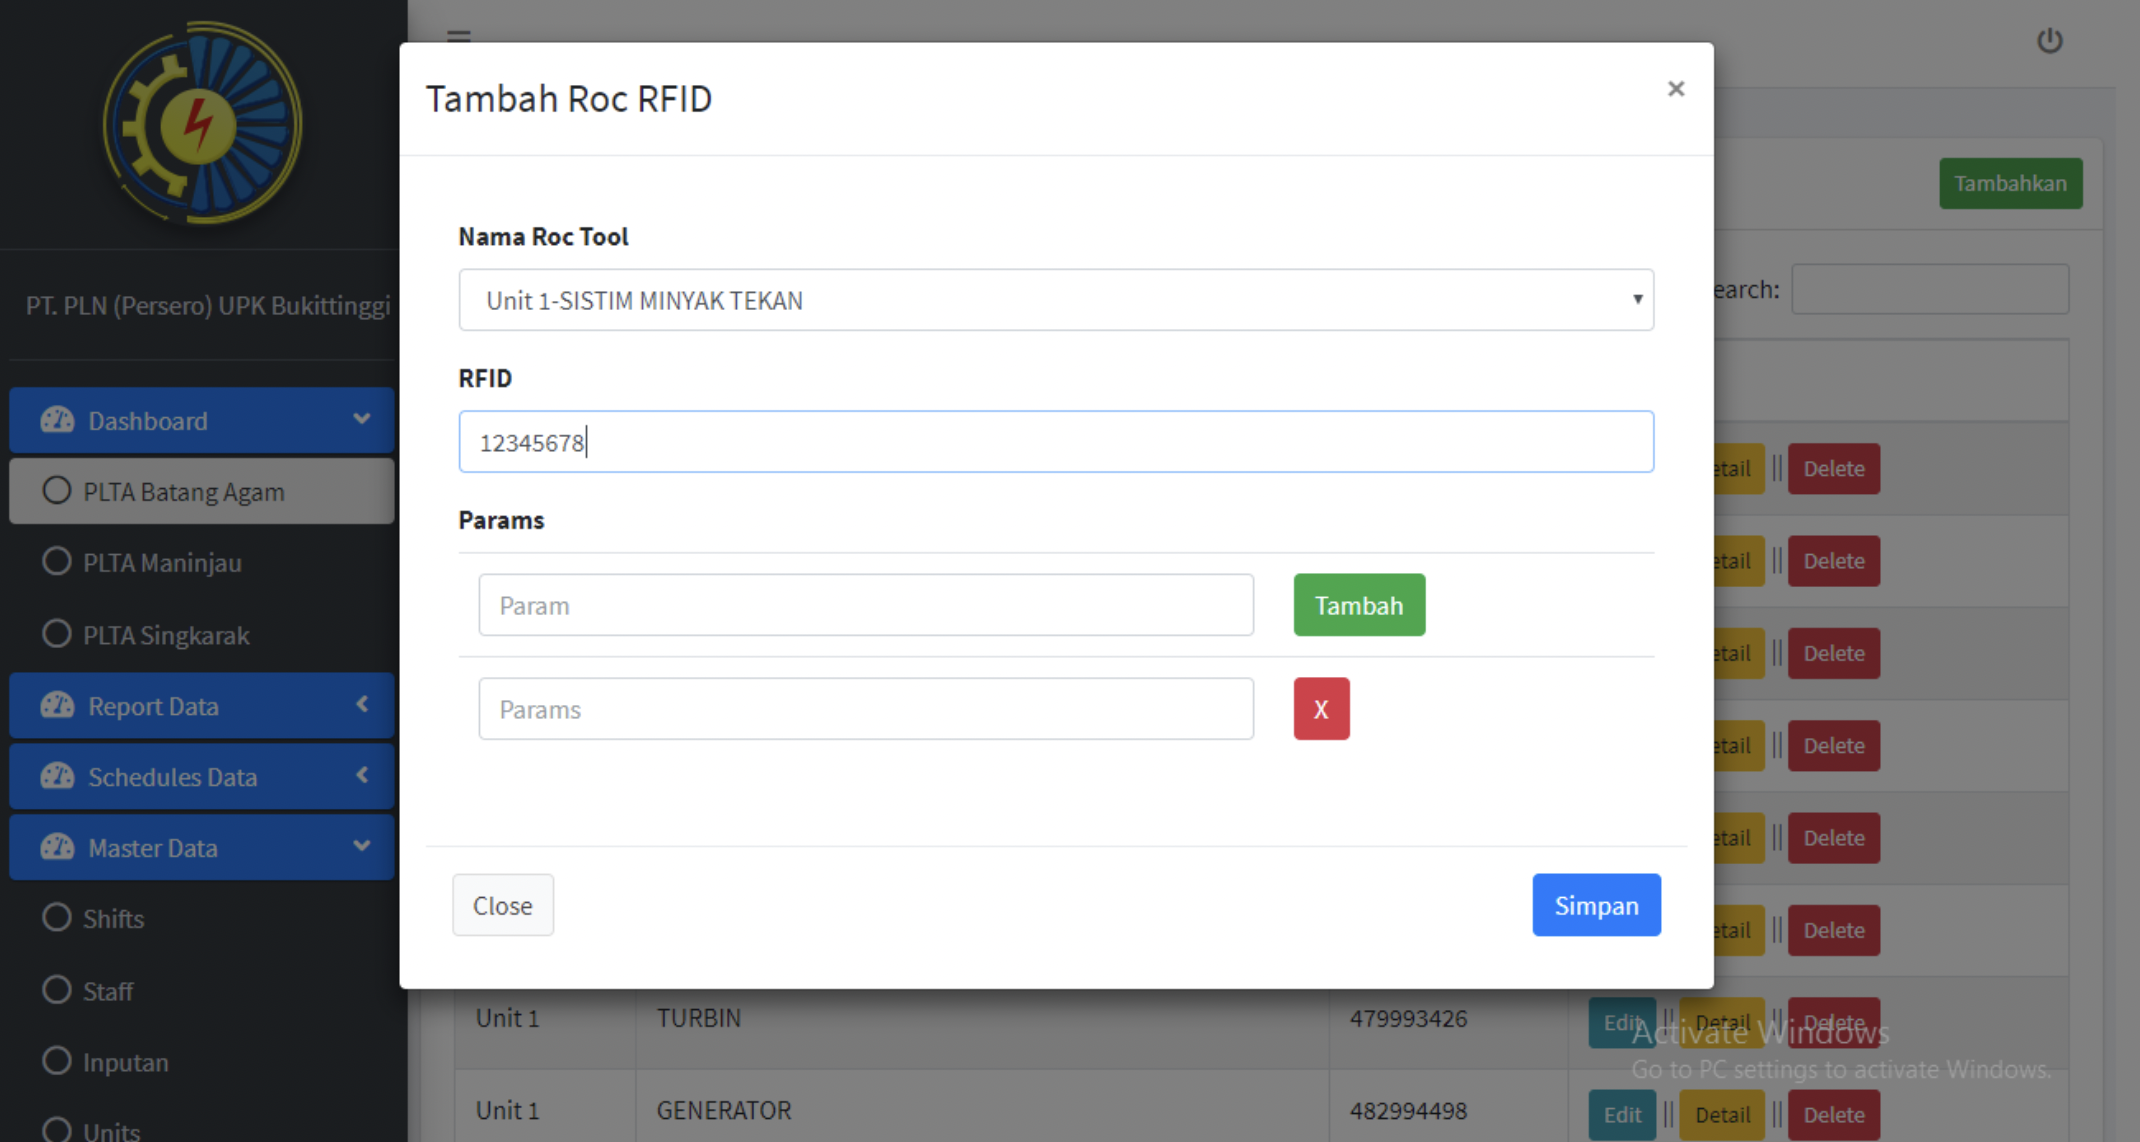 PT. PLN (Persero) UPK Bukittinggi
Dashboard
PLTA Batang Agam
PLTA Maninjau
PLTA Singkarak
Report Data
Schedules Data
Master Data
Shifts
Staff
Inputan
Units
Tambah Roc RFID
×
Nama Roc Tool
Unit 1-SISTIM MINYAK TEKAN
RFID
12345678
Params
Param
Tambah
Params
X
Close
Simpan
Tambahkan
earch:
etail || Delete
etail || Delete
etail || Delete
etail || Delete
etail || Delete
etail || Delete
Unit 1 TURBIN 479993426 Edit || Detail || Delete
Unit 1 GENERATOR 482994498 Edit || Detail || Delete
Activate Windows
Go to PC settings to activate Windows.